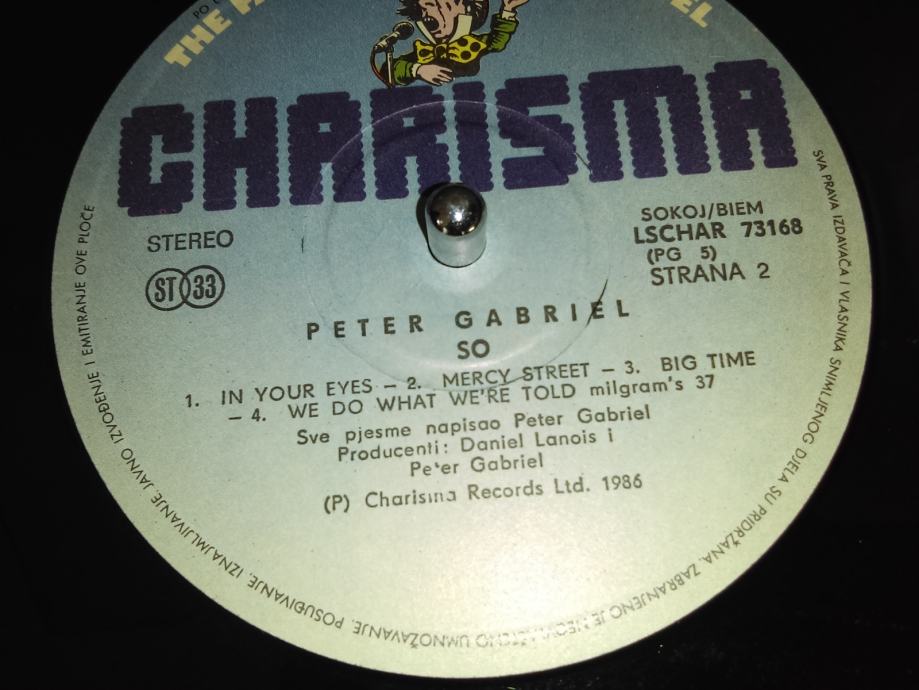 THE
CHARISMA
STEREO
ST 33
SOKOJ/BIEM
LSCHAR 73168
(PG 5)
STRANA 2
PETER GABRIEL
SO
1. IN YOUR EYES – 2. MERCY STREET – 3. BIG TIME
– 4. WE DO WHAT WE'RE TOLD milgram's 37
Sve pjesme napisao Peter Gabriel
Producenti: Daniel Lanois i
Peter Gabriel
(P) Charisma Records Ltd. 1986
SVA PRAVA IZDAVAČA I VLASNIKA SNIMLJENOG DJELA SU PRIDRŽANA. ZABRANJENO JE UMNOŽAVANJE, POSUĐIVANJE, IZNAJMLJIVANJE, JAVNO IZVOĐENJE I EMITIRANJE OVE PLOČE